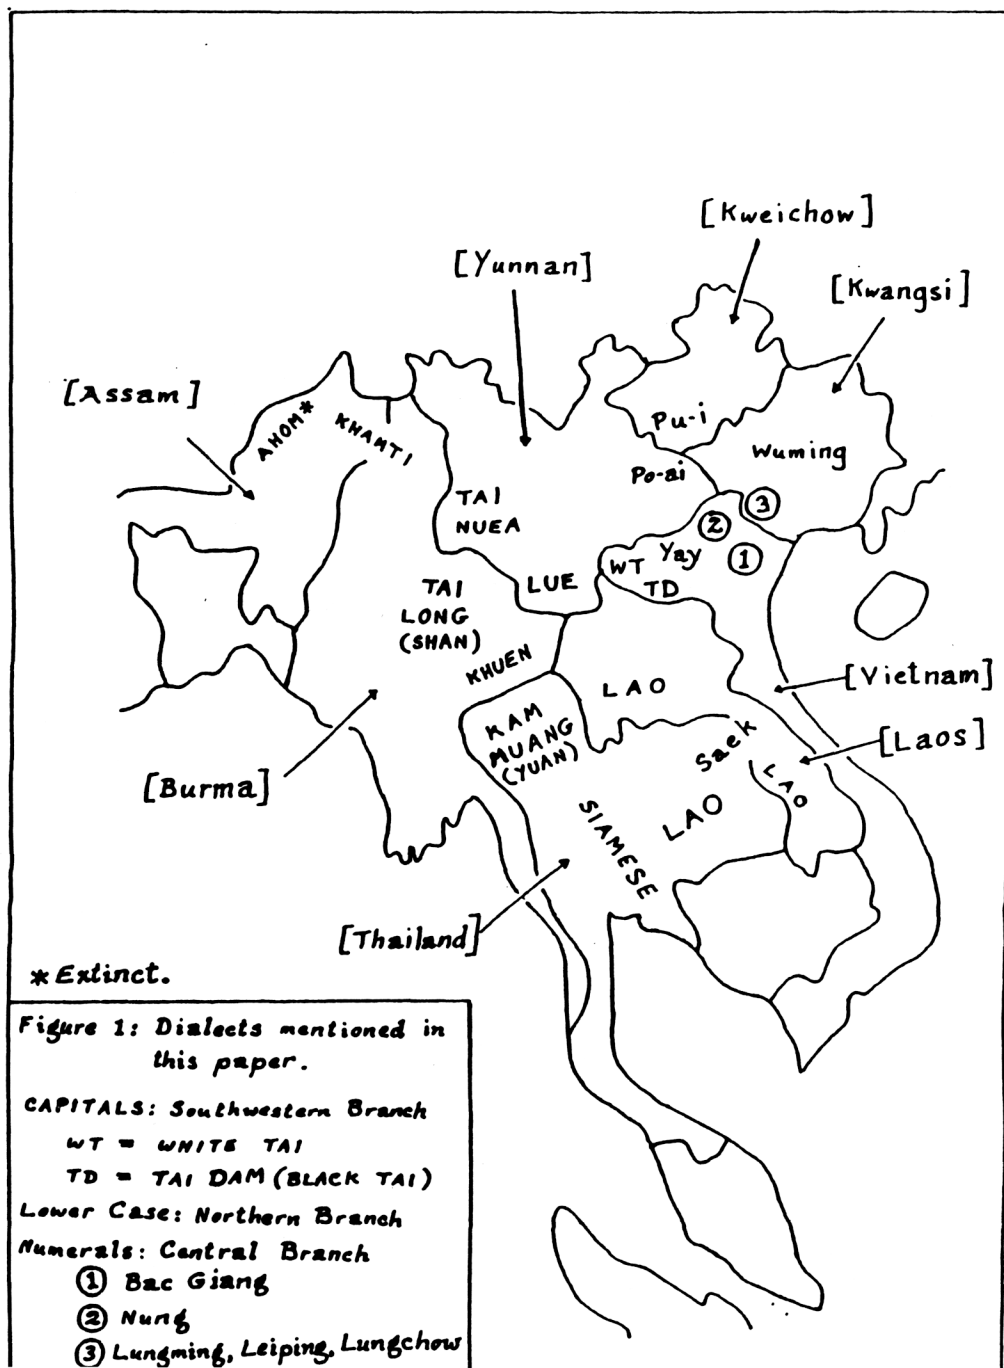 [Kweichow]
[Yunnan]
[Kwangsi]
[Assam]
AHOM*
KHAMTI
Pu-i
Wuming
Po-ai
TAI
NUEA
3
2
Yay
1
WT
TD
LUE
TAI
LONG
(SHAN)
KHUEN
LAO
[Vietnam]
KAM
MUANG
(YUAN)
Saek
[Laos]
LAO
[Burma]
LAO
SIAMESE
[Thailand]
* Extinct.
Figure 1: Dialects mentioned in
this paper.
CAPITALS: Southwestern Branch
WT = WHITE TAI
TD = TAI DAM (BLACK TAI)
Lower Case: Northern Branch
Numerals: Central Branch
1 Bac Giang
2 Nung
3 Lungming, Leiping, Lungchow